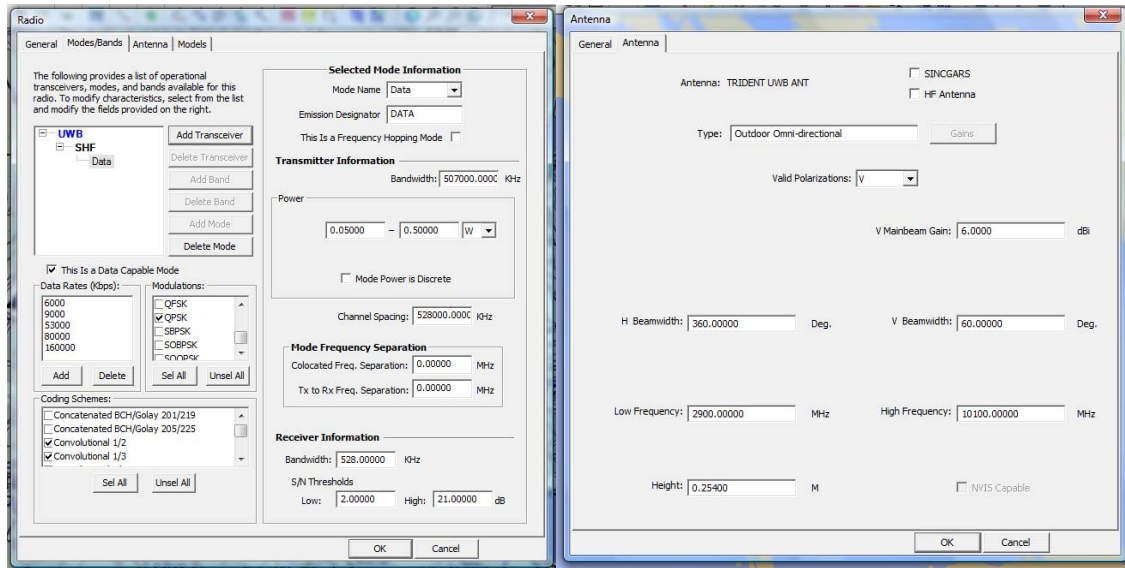 Radio
General Modes/Bands Antenna Models
The following provides a list of operational
transceivers, modes, and bands available for this
radio. To modify characteristics, select from the list
and modify the fields provided on the right.
UWB
SHF
Data
Add Transceiver
Delete Transceiver
Add Band
Delete Band
Add Mode
Delete Mode
This Is a Data Capable Mode
Data Rates (Kbps):
6000
9000
53000
80000
160000
Add Delete
Modulations:
QFSK
QPSK
SBPSK
SOBPSK
SOQPSK
Sel All Unsel All
Coding Schemes:
Concatenated BCH/Golay 201/219
Concatenated BCH/Golay 205/225
Convolutional 1/2
Convolutional 1/3
Sel All Unsel All
Selected Mode Information
Mode Name Data
Emission Designator DATA
This Is a Frequency Hopping Mode
Transmitter Information
Bandwidth: 507000.000C KHz
Power
0.05000 – 0.50000 W
Mode Power is Discrete
Channel Spacing: 528000.000C KHz
Mode Frequency Separation
Colocated Freq. Separation: 0.00000 MHz
Tx to Rx Freq. Separation: 0.00000 MHz
Receiver Information
Bandwidth: 528.00000 KHz
S/N Thresholds
Low: 2.00000 High: 21.00000 dB
OK Cancel
Antenna
General Antenna
Antenna: TRIDENT UWB ANT
SINCGARS
HF Antenna
Type: Outdoor Omni-directional Gains
Valid Polarizations: V
V Mainbeam Gain: 6.0000 dBi
H Beamwidth: 360.00000 Deg. V Beamwidth: 60.00000 Deg.
Low Frequency: 2900.00000 MHz High Frequency: 10100.00000 MHz
Height: 0.25400 M NVIS Capable
OK Cancel